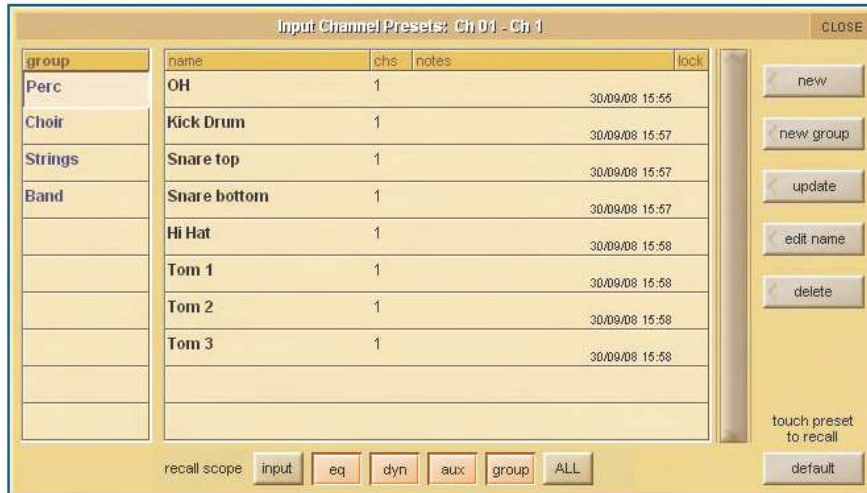 Input Channel Presets: Ch 01 - Ch 1
CLOSE
group
Perc
Choir
Strings
Band
name chs notes lock
OH 1 30/09/08 15:55
Kick Drum 1 30/09/08 15:57
Snare top 1 30/09/08 15:57
Snare bottom 1 30/09/08 15:57
Hi Hat 1 30/09/08 15:58
Tom 1 1 30/09/08 15:58
Tom 2 1 30/09/08 15:58
Tom 3 1 30/09/08 15:58
new
new group
update
edit name
delete
touch preset
to recall
default
recall scope input eq dyn aux group ALL